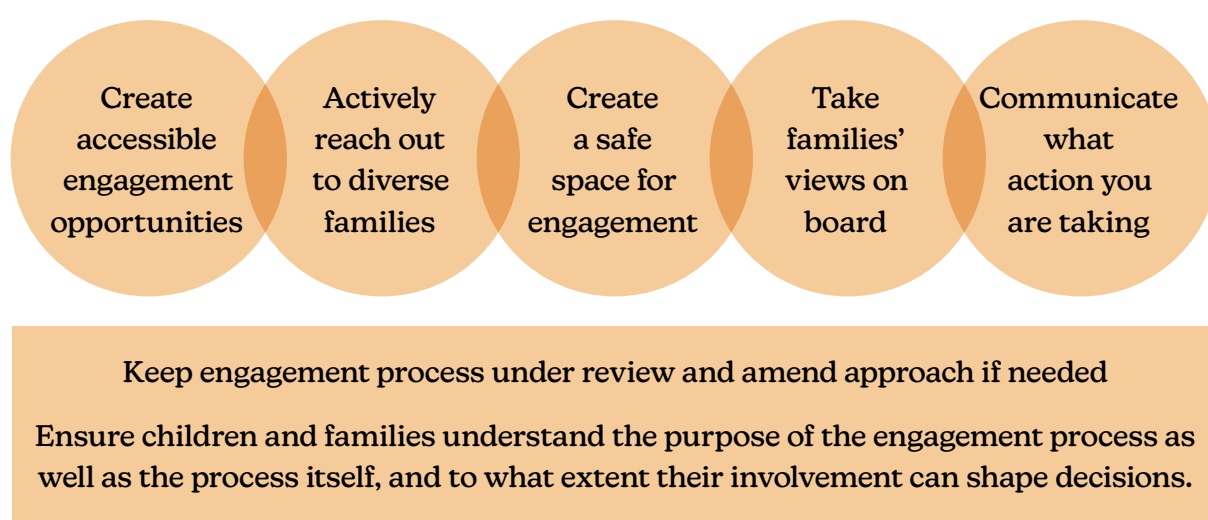 Create
accessible
engagement
opportunities
Actively
reach out
to diverse
families
Create
a safe
space for
engagement
Take
families’
views on
board
Communicate
what
action you
are taking
Keep engagement process under review and amend approach if needed
Ensure children and families understand the purpose of the engagement process as
well as the process itself, and to what extent their involvement can shape decisions.